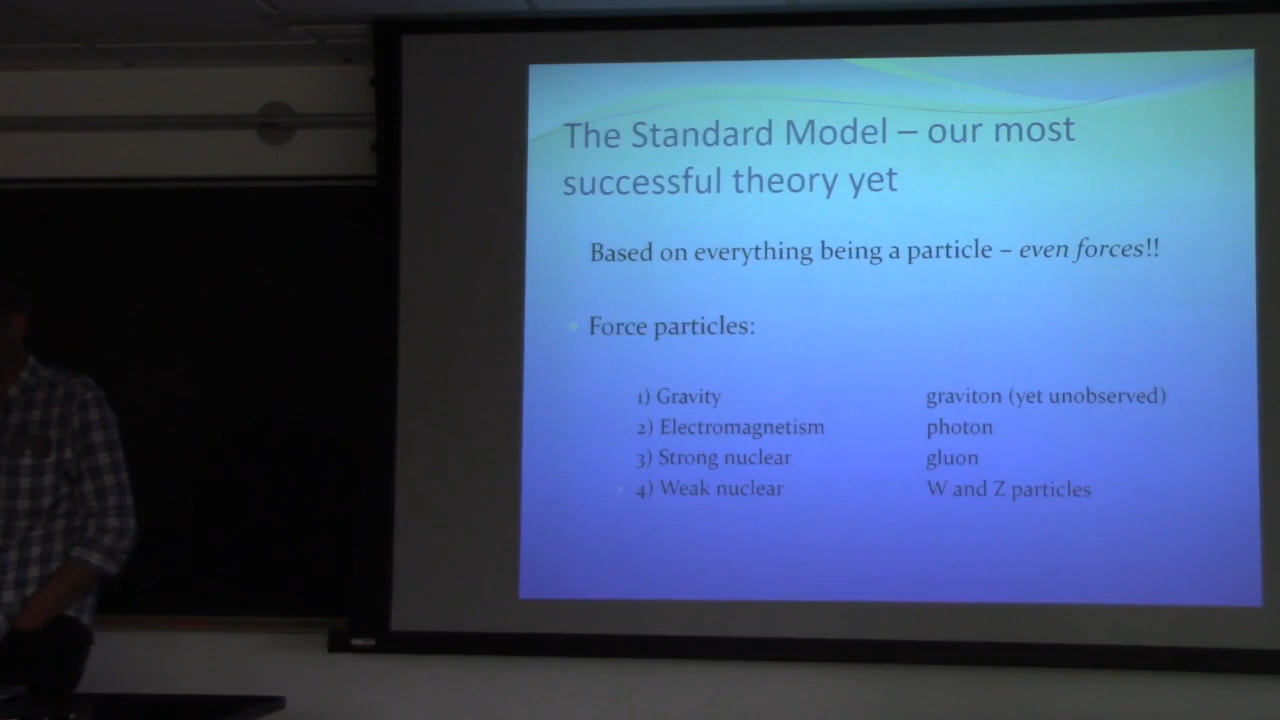 The Standard Model – our most
successful theory yet
Based on everything being a particle – even forces!!
Force particles:
1) Gravity graviton (yet unobserved)
2) Electromagnetism photon
3) Strong nuclear gluon
4) Weak nuclear W and Z particles